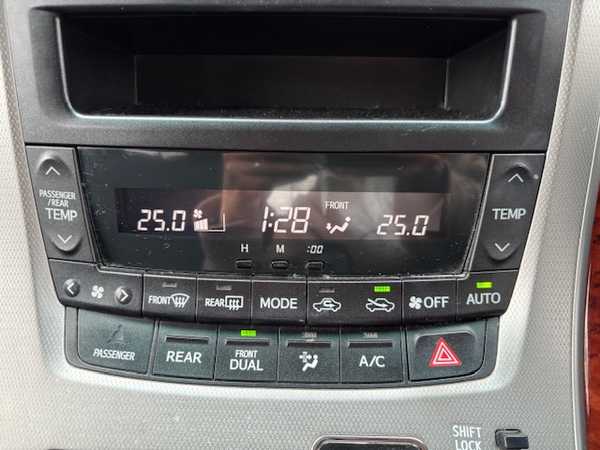 PASSENGER
/REAR
TEMP
25.0
1:28
FRONT
25.0
TEMP
H
M
:00
FRONT
REAR
MODE
OFF
AUTO
PASSENGER
REAR
FRONT
DUAL
A/C
SHIFT
LOCK